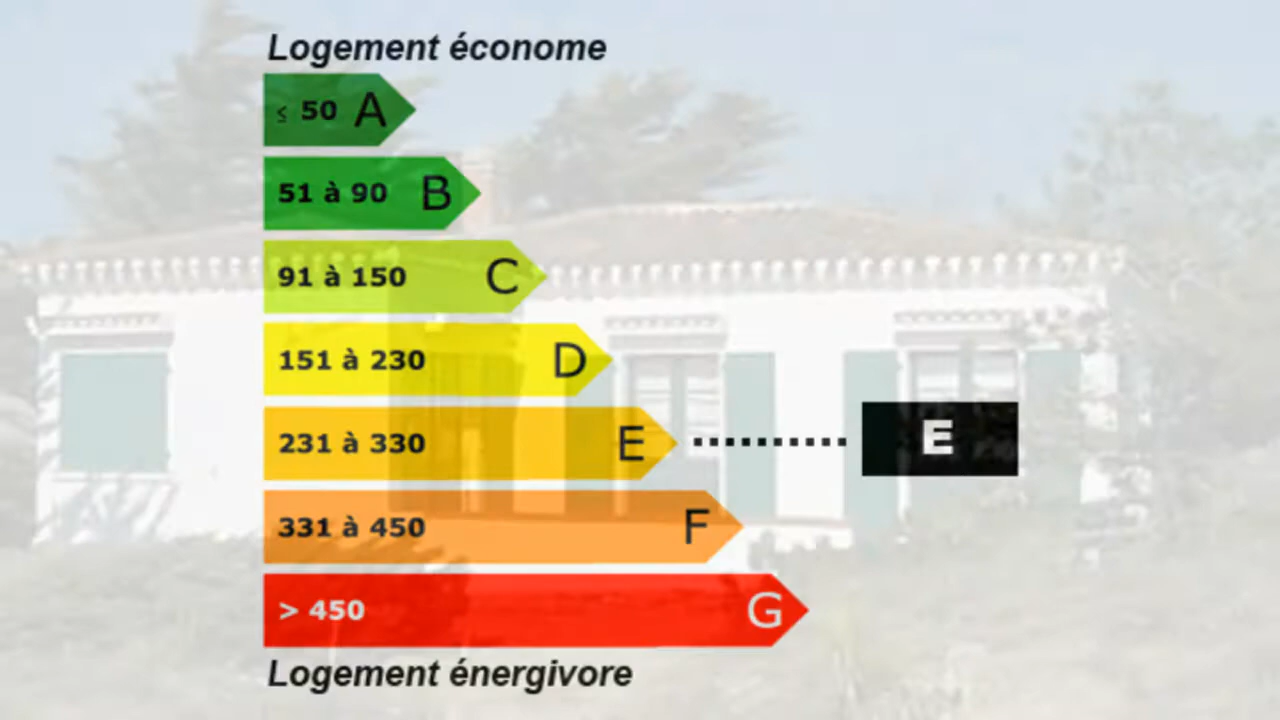 Logement économe
≤ 50 A
51 à 90 B
91 à 150 C
151 à 230 D
231 à 330 E
E
331 à 450 F
> 450 G
Logement énergivore